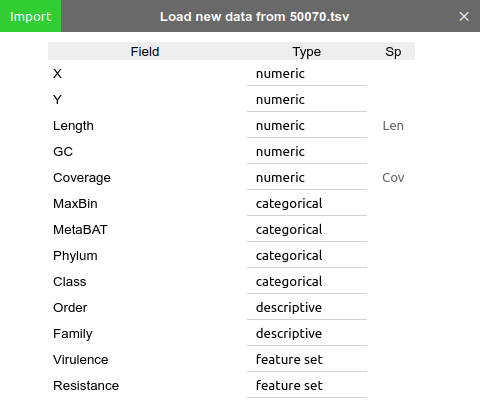 Import Load new data from 50070.tsv ×
Field Type Sp
X numeric
Y numeric
Length numeric Len
GC numeric
Coverage numeric Cov
MaxBin categorical
MetaBAT categorical
Phylum categorical
Class categorical
Order descriptive
Family descriptive
Virulence feature set
Resistance feature set